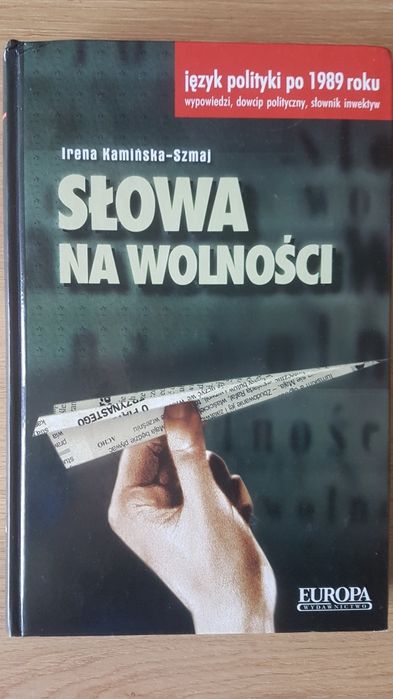 język polityki po 1989 roku
wypowiedzi, dowcip polityczny, słownik inwektyw
Irena Kamińska-Szmaj
SŁOWA
NA WOLNOŚCI
EUROPA
WYDAWNICTWO